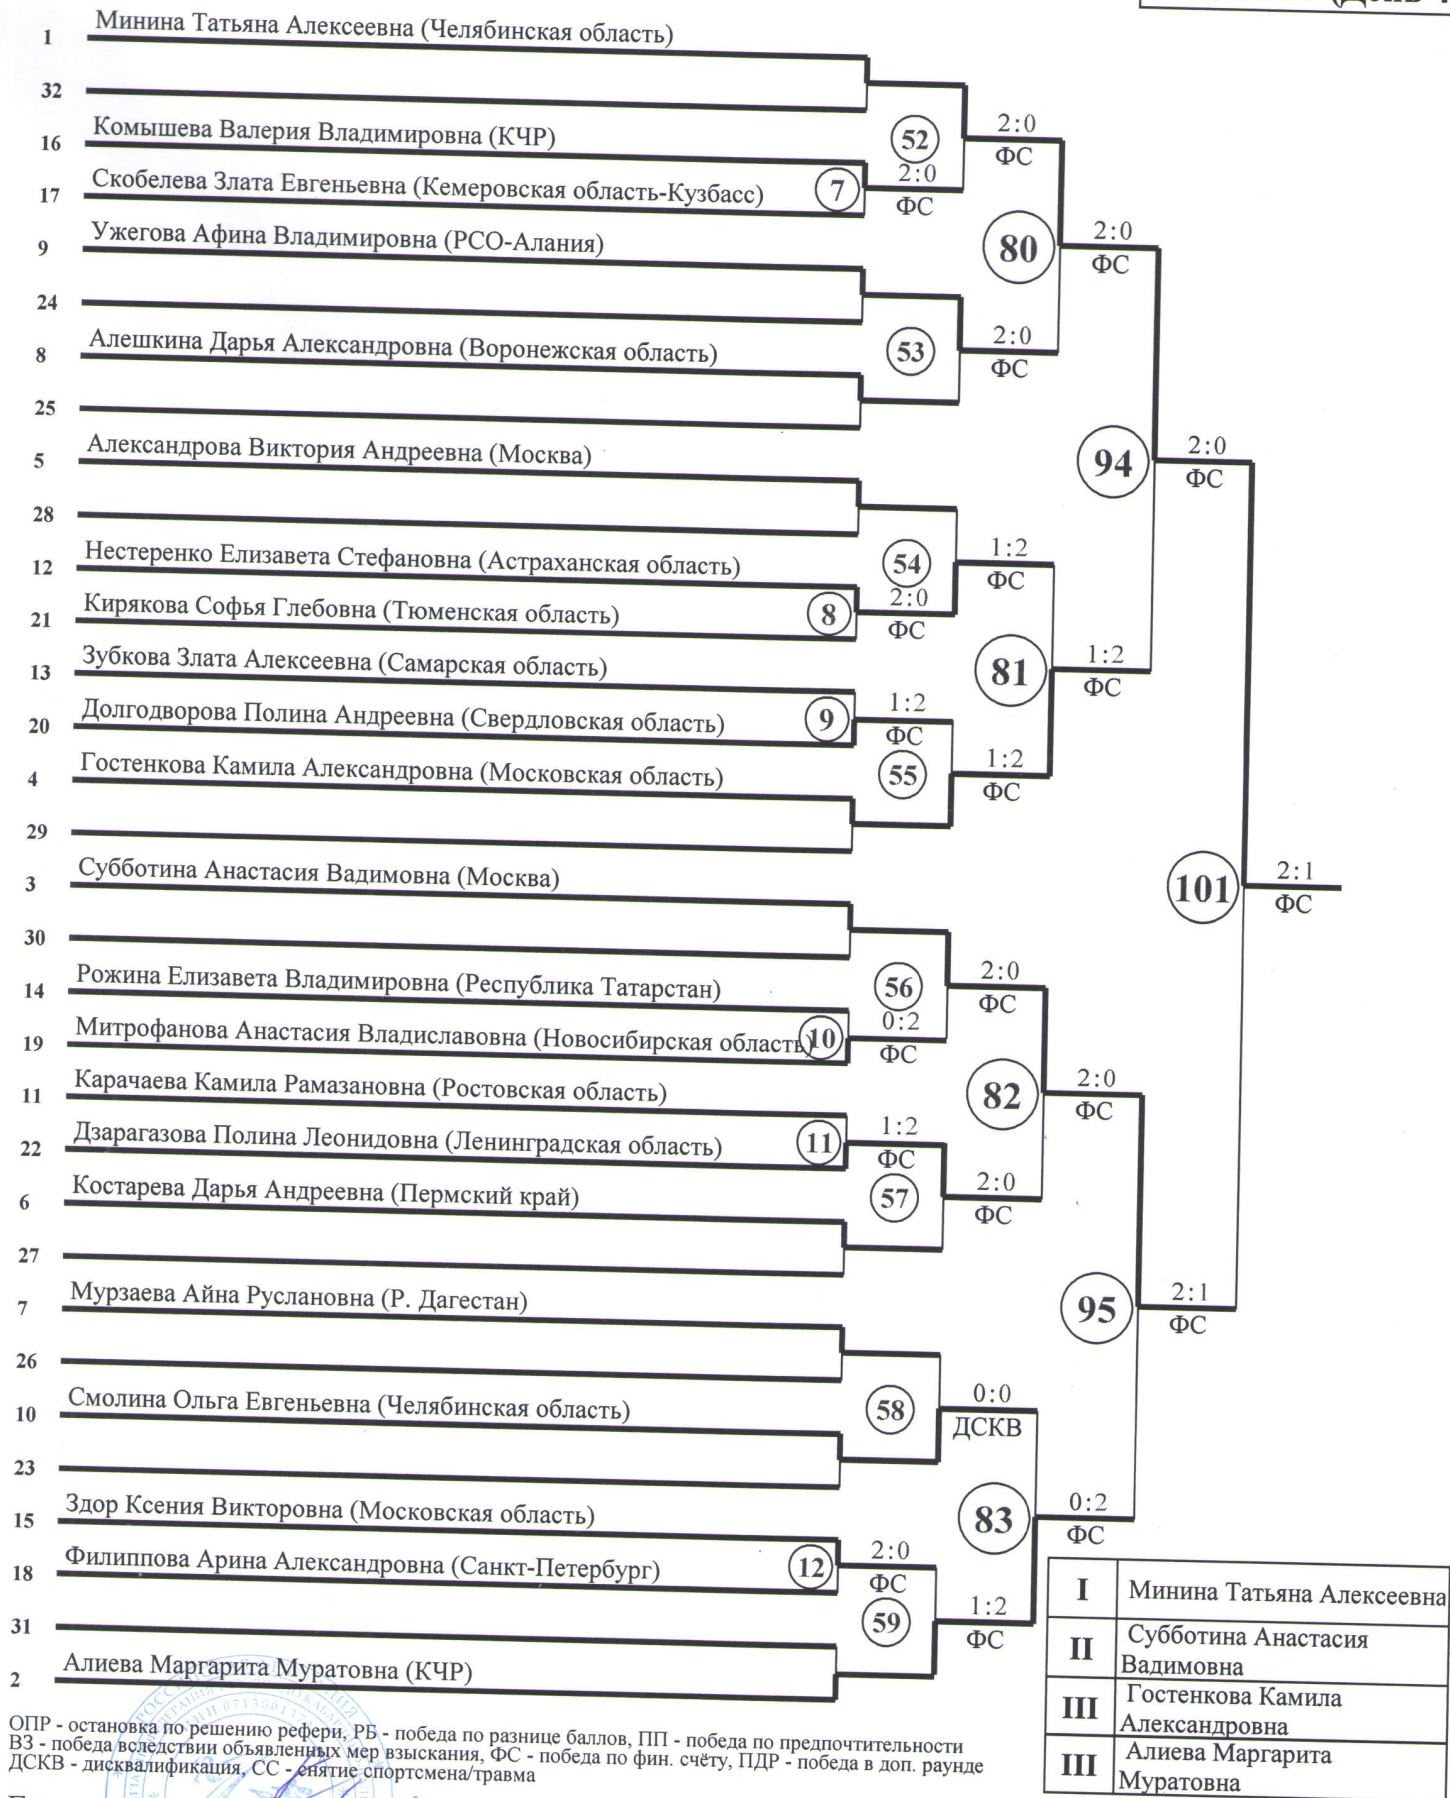 1 Минина Татьяна Алексеевна (Челябинская область)
32
16 Комышева Валерия Владимировна (КЧР)
52 2:0 ФС
17 Скобелева Злата Евгеньевна (Кемеровская область-Кузбасс) 7 2:0 ФС
9 Ужегова Афина Владимировна (РСО-Алания)
80 2:0 ФС
24
8 Алешкина Дарья Александровна (Воронежская область)
53 2:0 ФС
25
5 Александрова Виктория Андреевна (Москва)
94 2:0 ФС
28
12 Нестеренко Елизавета Стефановна (Астраханская область)
54 1:2 ФС
21 Кирякова Софья Глебовна (Тюменская область) 8 2:0 ФС
13 Зубкова Злата Алексеевна (Самарская область)
81 1:2 ФС
20 Долгодворова Полина Андреевна (Свердловская область) 9 1:2 ФС
4 Гостенкова Камила Александровна (Московская область)
55 1:2 ФС
29
3 Субботина Анастасия Вадимовна (Москва)
101 2:1 ФС
30
14 Рожина Елизавета Владимировна (Республика Татарстан)
56 2:0 ФС
19 Митрофанова Анастасия Владиславовна (Новосибирская область) 10 0:2 ФС
11 Карачаева Камила Рамазановна (Ростовская область)
82 2:0 ФС
22 Дзарагазова Полина Леонидовна (Ленинградская область) 11 1:2 ФС
6 Костарева Дарья Андреевна (Пермский край)
57 2:0 ФС
27
7 Мурзаева Айна Руслановна (Р. Дагестан)
95 2:1 ФС
26
10 Смолина Ольга Евгеньевна (Челябинская область)
58 0:0 ДСКВ
23
15 Здор Ксения Викторовна (Московская область)
83 0:2 ФС
18 Филиппова Арина Александровна (Санкт-Петербург) 12 2:0 ФС
31
59 1:2 ФС
2 Алиева Маргарита Муратовна (КЧР)
I Минина Татьяна Алексеевна
II Субботина Анастасия
Вадимовна
III Гостенкова Камила
Александровна
III Алиева Маргарита
Муратовна
ОПР - остановка по решению рефери, РБ - победа по разнице баллов, ПП - победа по предпочтительности
ВЗ - победа вследствии объявленных мер взыскания, ФС - победа по фин. счёту, ПДР - победа в доп. раунде
ДСКВ - дисквалификация, СС - снятие спортсмена/травма